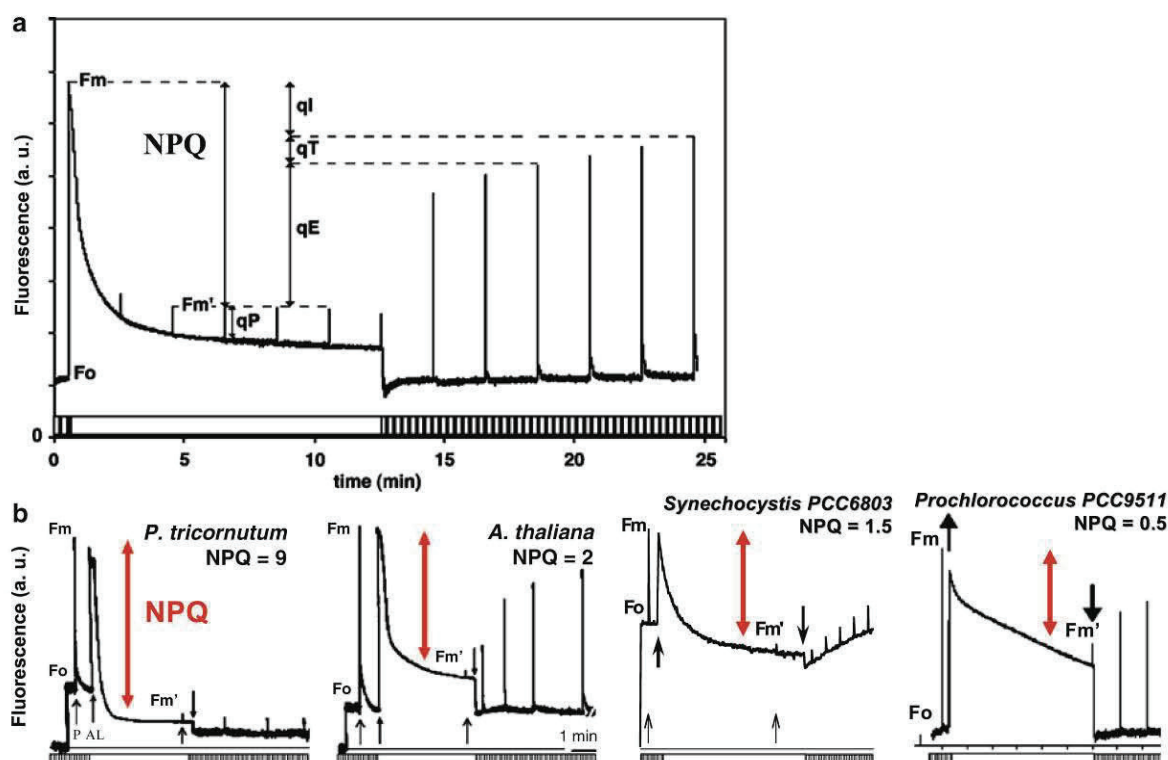 a
Fluorescence (a. u.)
Fm
NPQ
qI
qT
qE
Fm'
qP
Fo
0
0 5 10 15 20 25
time (min)
b
Fluorescence (a. u.)
P. tricornutum
NPQ = 9
Fm
NPQ
Fo
Fm'
P AL
A. thaliana
NPQ = 2
Fm
Fo
Fm'
1 min
Synechocystis PCC6803
NPQ = 1.5
Fm
Fo
Fm'
Prochlorococcus PCC9511
NPQ = 0.5
Fm
Fm'
Fo